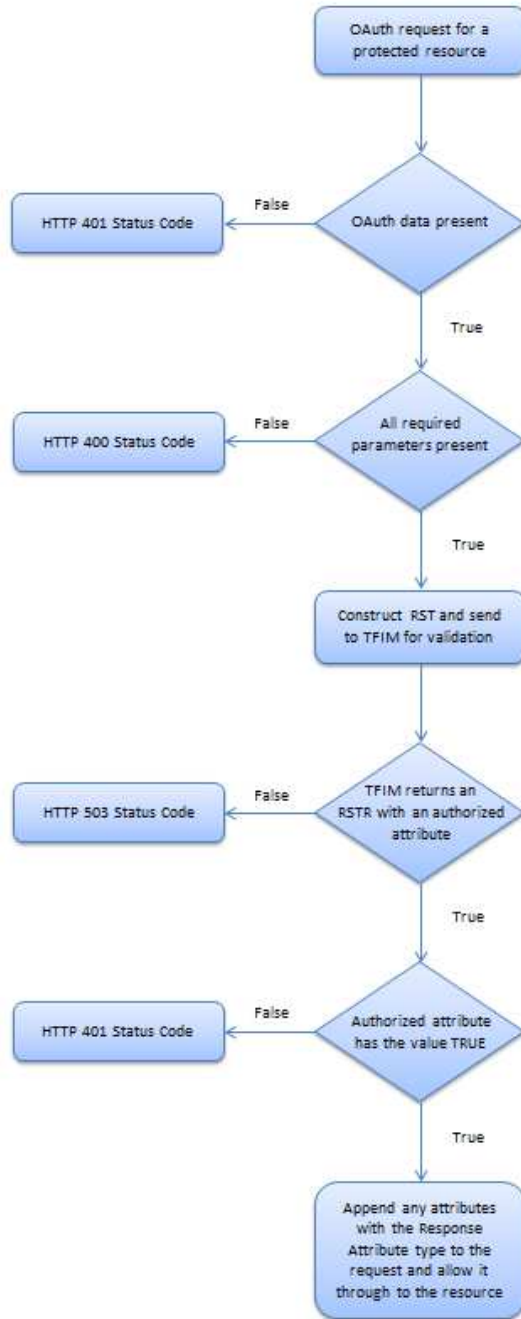 OAuth request for a
protected resource
False
HTTP 401 Status Code
OAuth data present
True
False
HTTP 400 Status Code
All required
parameters present
True
Construct RST and send
to TFIM for validation
False
HTTP 503 Status Code
TFIM returns an
RSTR with an authorized
attribute
True
False
HTTP 401 Status Code
Authorized attribute
has the value TRUE
True
Append any attributes
with the Response
Attribute type to the
request and allow it
through to the resource